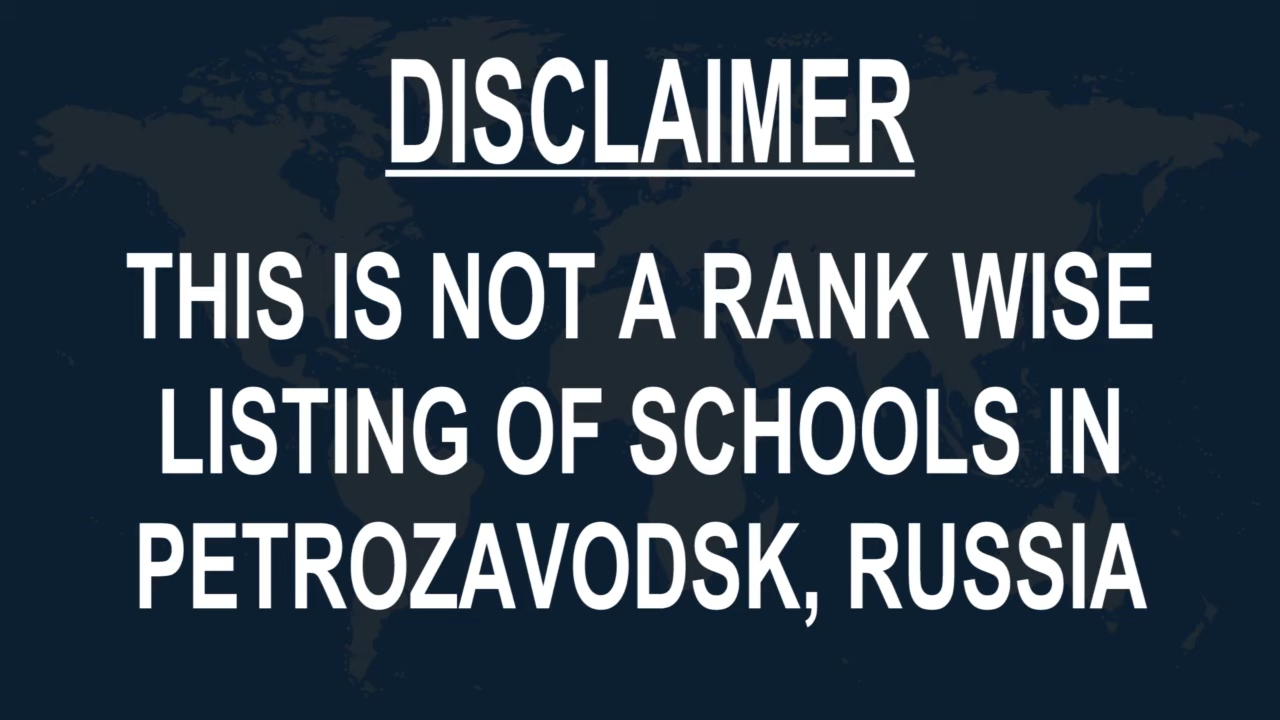 DISCLAIMER
THIS IS NOT A RANK WISE
LISTING OF SCHOOLS IN
PETROZAVODSK, RUSSIA